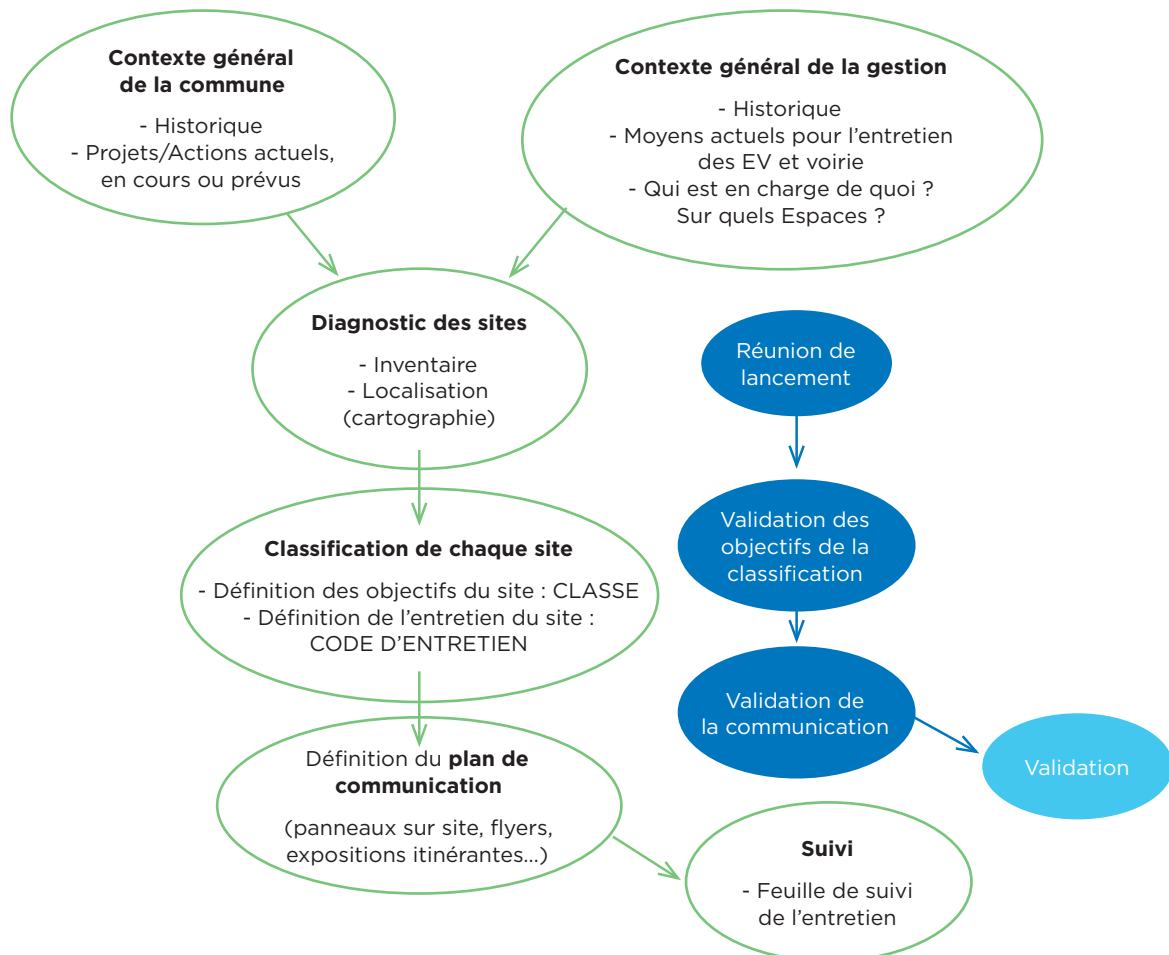 Contexte général
de la commune
- Historique
- Projets/Actions actuels,
en cours ou prévus
Contexte général de la gestion
- Historique
- Moyens actuels pour l'entretien
des EV et voirie
- Qui est en charge de quoi ?
Sur quels Espaces ?
Diagnostic des sites
- Inventaire
- Localisation
(cartographie)
Réunion de
lancement
Classification de chaque site
- Définition des objectifs du site : CLASSE
- Définition de l'entretien du site :
CODE D'ENTRETIEN
Validation des
objectifs de la
classification
Définition du plan de
communication
(panneaux sur site, flyers,
expositions itinérantes...)
Validation de
la communication
Validation
Suivi
- Feuille de suivi
de l'entretien